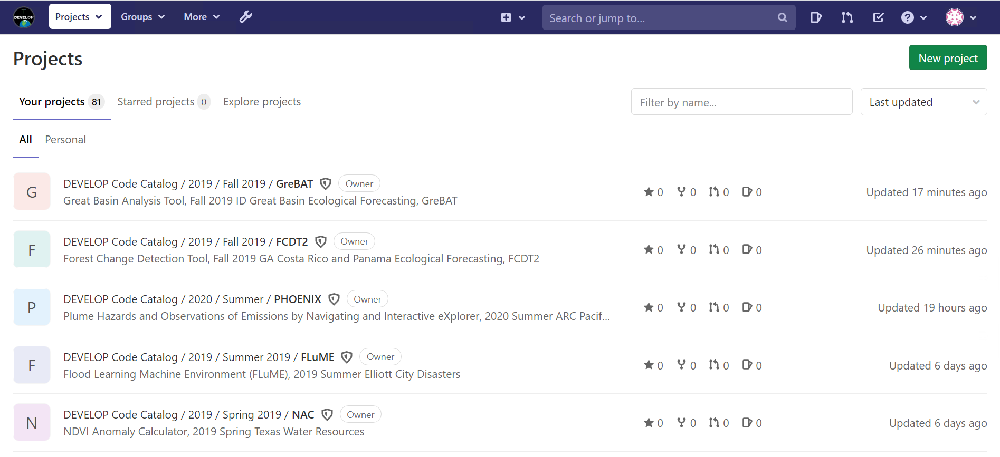 DEVELOP Projects Groups More Search or jump to...
Projects
New project
Your projects 81 Starred projects 0 Explore projects Filter by name... Last updated
All Personal
G DEVELOP Code Catalog / 2019 / Fall 2019 / GreBAT Owner 0 0 0 0 Updated 17 minutes ago
Great Basin Analysis Tool, Fall 2019 ID Great Basin Ecological Forecasting, GreBAT
F DEVELOP Code Catalog / 2019 / Fall 2019 / FCDT2 Owner 0 0 0 0 Updated 26 minutes ago
Forest Change Detection Tool, Fall 2019 GA Costa Rico and Panama Ecological Forecasting, FCDT2
P DEVELOP Code Catalog / 2020 / Summer / PHOENIX Owner 0 0 0 0 Updated 19 hours ago
Plume Hazards and Observations of Emissions by Navigating and Interactive eXplorer, 2020 Summer ARC Pacif...
F DEVELOP Code Catalog / 2019 / Summer 2019 / FLuME Owner 0 0 0 0 Updated 6 days ago
Flood Learning Machine Environment (FLuME), 2019 Summer Elliott City Disasters
N DEVELOP Code Catalog / 2019 / Spring 2019 / NAC Owner 0 0 0 0 Updated 6 days ago
NDVI Anomaly Calculator, 2019 Spring Texas Water Resources